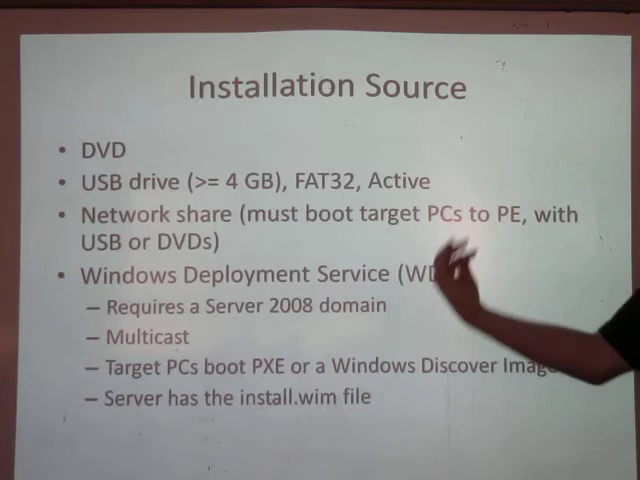 Installation Source
• DVD
• USB drive (>= 4 GB), FAT32, Active
• Network share (must boot target PCs to PE, with
USB or DVDs)
• Windows Deployment Service
– Requires a Server 2008 domain
– Multicast
– Target PCs boot PXE or a Windows Discover Image
– Server has the install.wim file